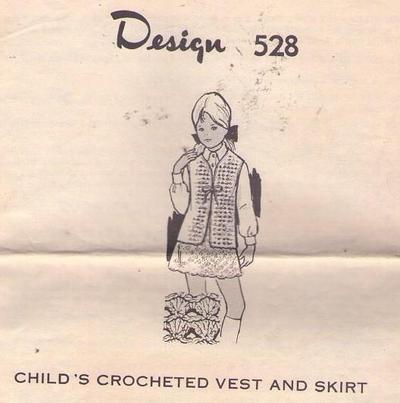 Design 528
CHILD'S CROCHETED VEST AND SKIRT